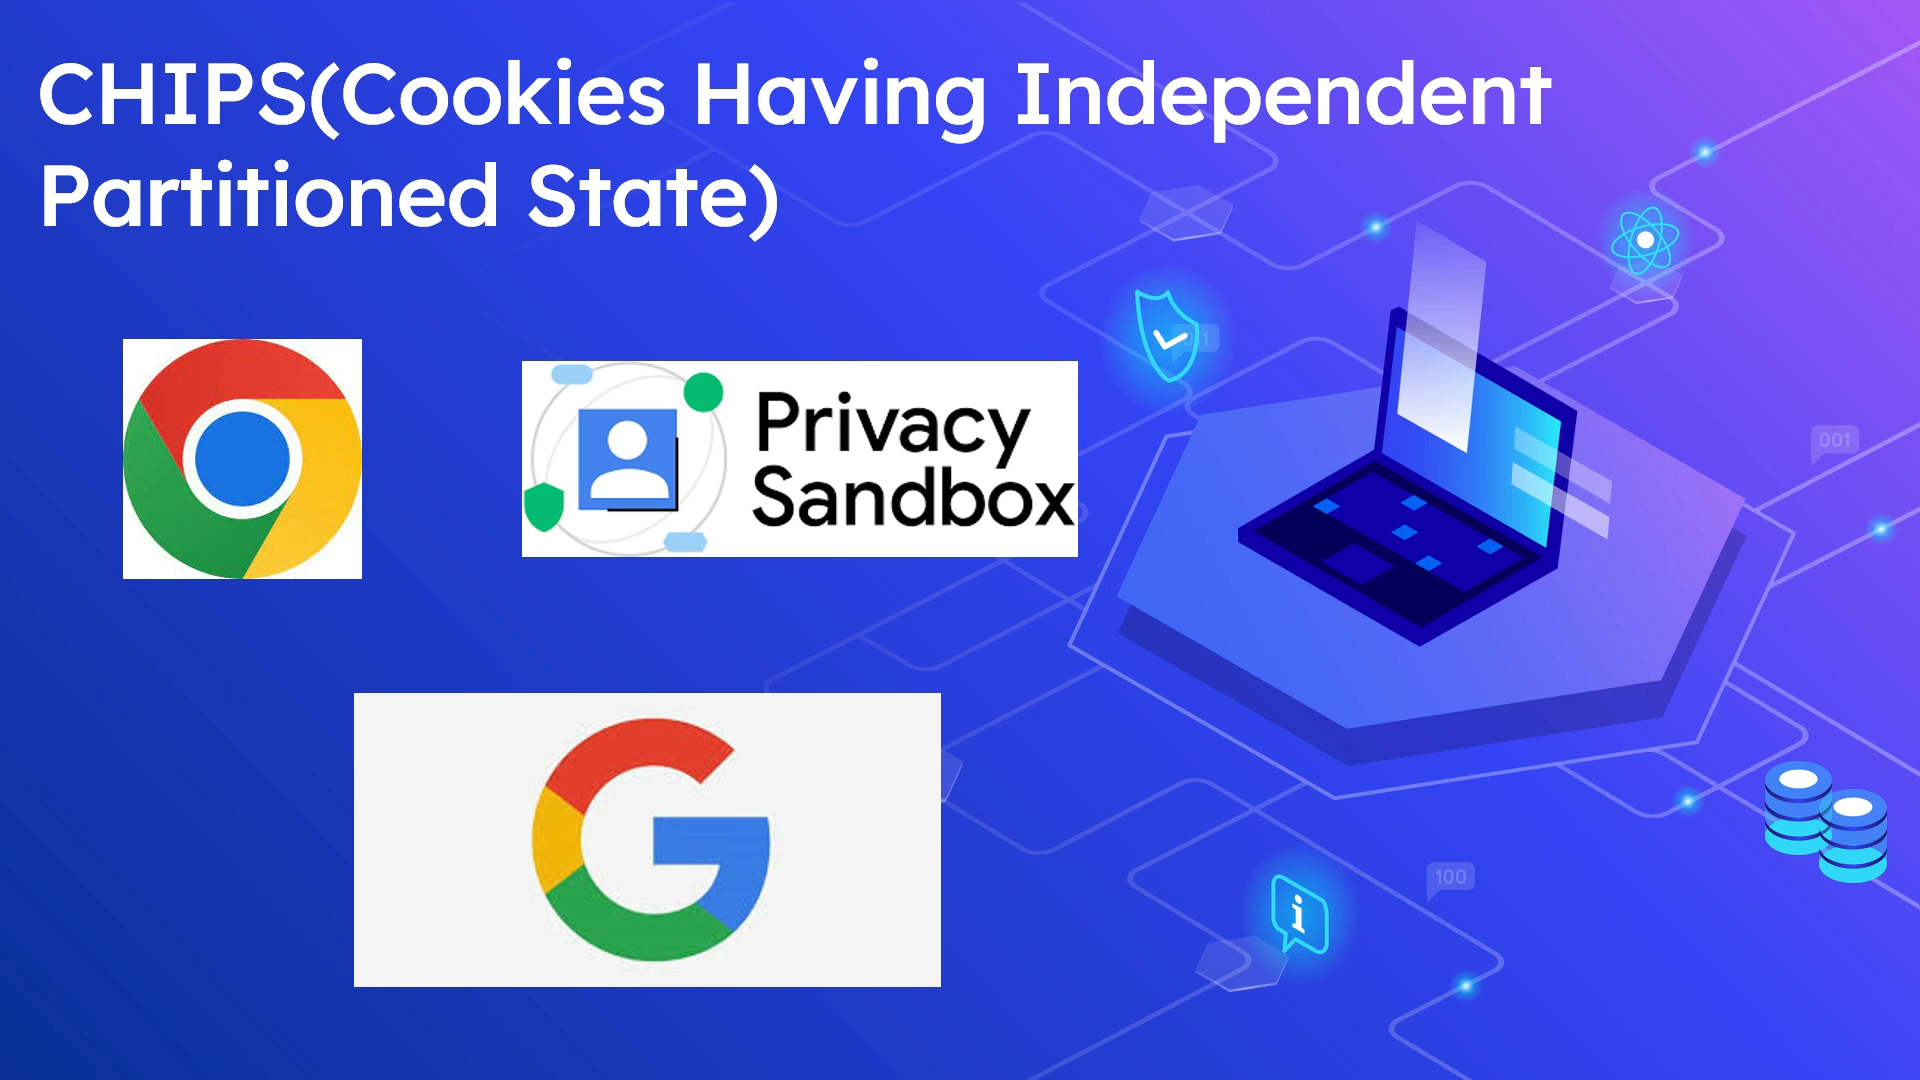 CHIPS(Cookies Having Independent
Partitioned State)
Privacy
Sandbox
001
100